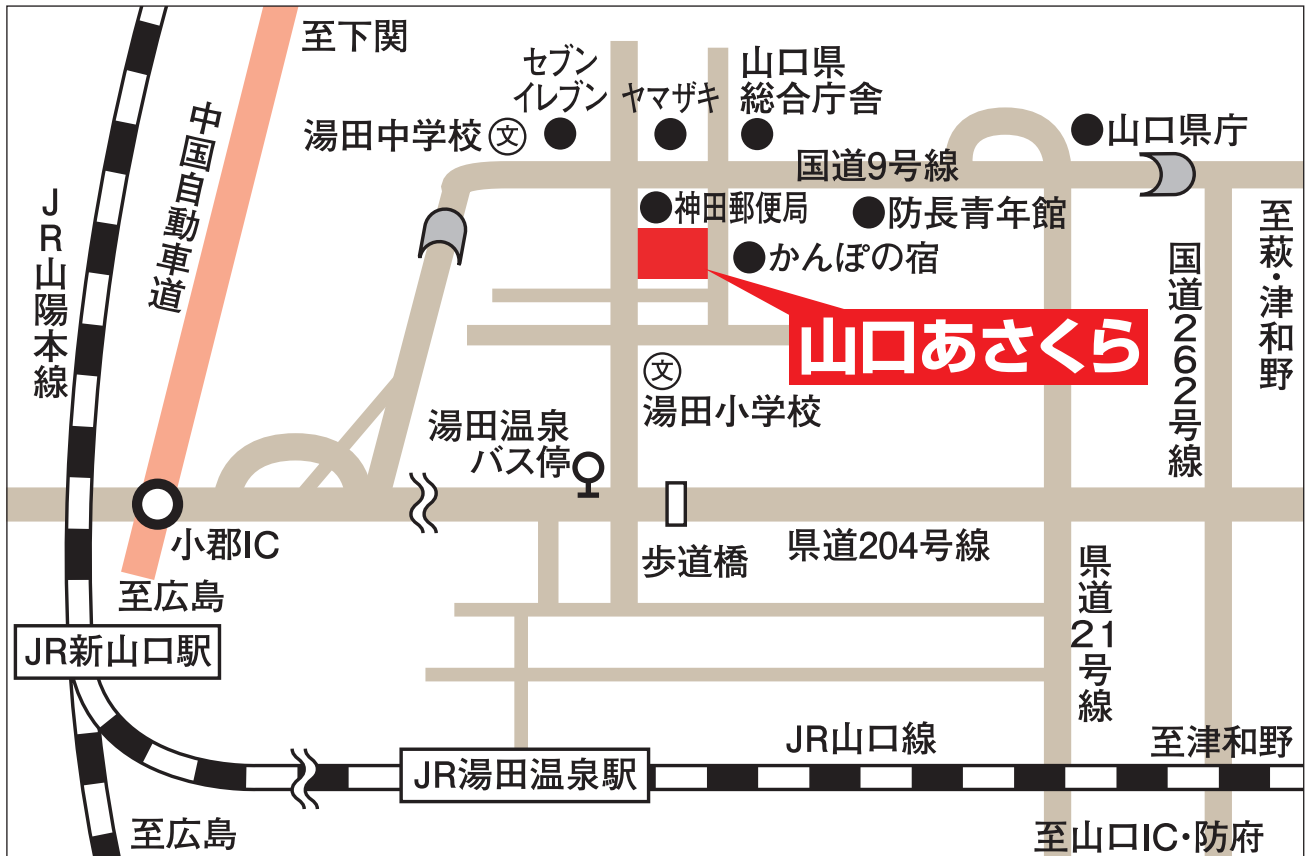 至下関
セブン
イレブン
ヤマザキ
山口県
総合庁舎
湯田中学校
文
山口県庁
中国自動車道
国道9号線
JR山陽本線
神田郵便局
防長青年館
至萩・津和野
かんぽの宿
国道262号線
山口あさくら
文
湯田小学校
湯田温泉
バス停
小郡IC
歩道橋
県道204号線
県道21号線
至広島
JR新山口駅
JR山口線
至津和野
JR湯田温泉駅
至広島
至山口IC・防府